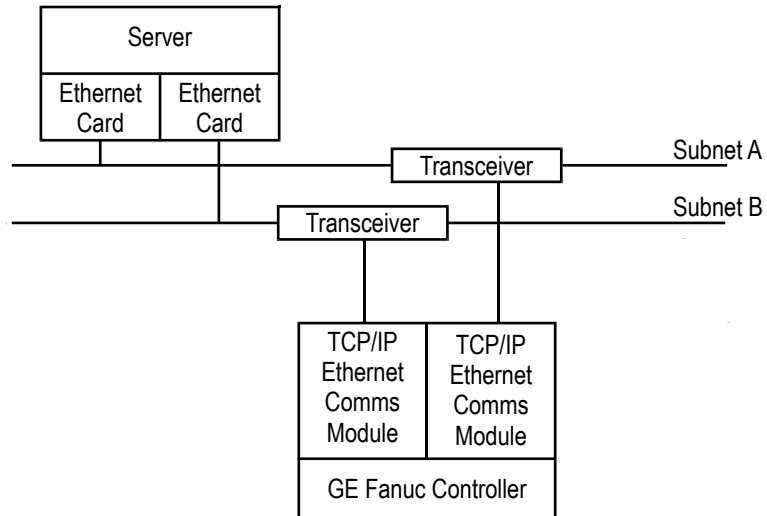 Server
Ethernet
Card
Ethernet
Card
Subnet A
Transceiver
Subnet B
Transceiver
TCP/IP
Ethernet
Comms
Module
TCP/IP
Ethernet
Comms
Module
GE Fanuc Controller